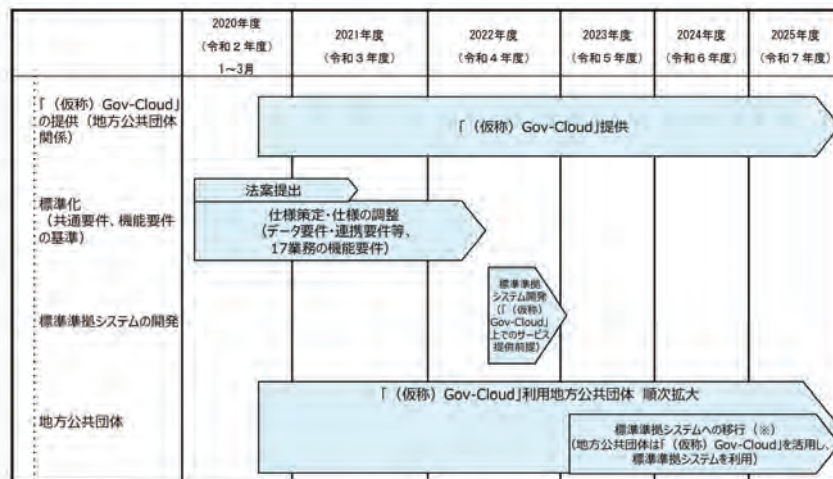 2020年度
(令和2年度)
1～3月
2021年度
(令和3年度)
2022年度
(令和4年度)
2023年度
(令和5年度)
2024年度
(令和6年度)
2025年度
(令和7年度)
「(仮称) Gov-Cloud」
の提供(地方公共団体
関係)
「(仮称) Gov-Cloud」提供
標準化
(共通要件、機能要件
の基準)
法案提出
仕様策定・仕様の調整
(データ要件・連携要件等、
17業務の機能要件)
標準準拠システムの開発
標準準拠
システム開発
(「(仮称)
Gov-Cloud」
上でのサービス
提供前提)
地方公共団体
「(仮称) Gov-Cloud」利用地方公共団体 順次拡大
標準準拠システムへの移行 (※)
(地方公共団体は「(仮称) Gov-Cloud」を活用し、
標準準拠システムを利用)